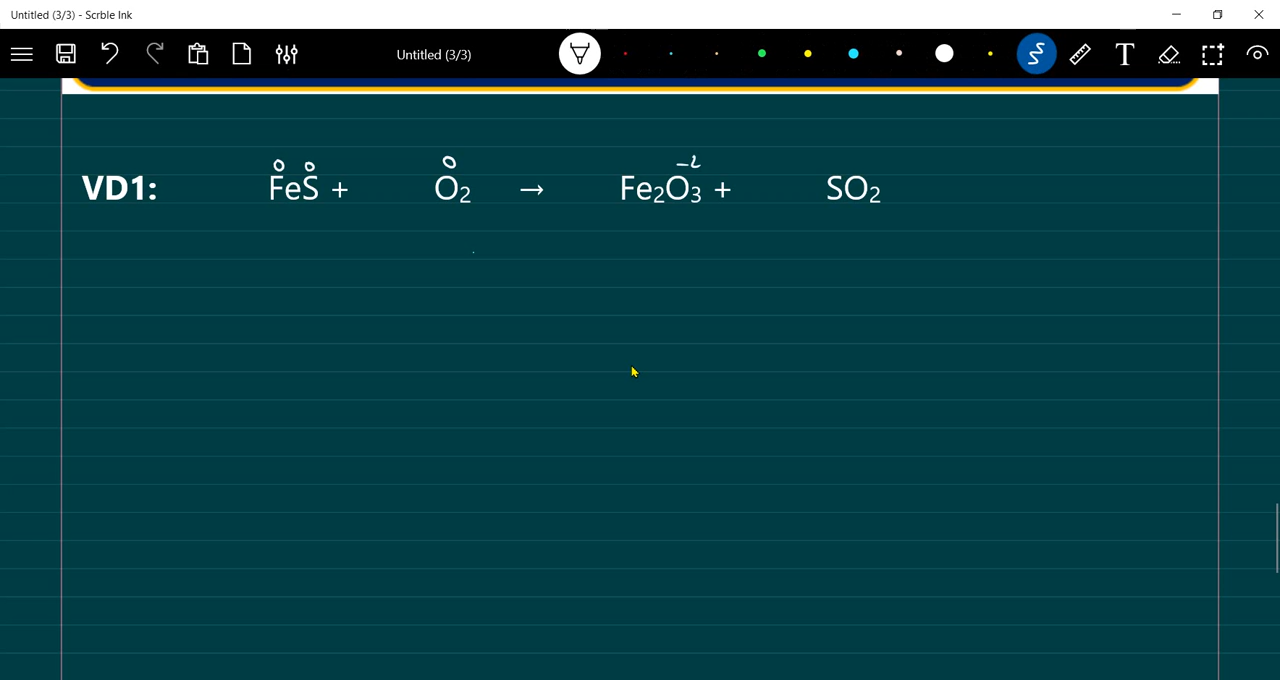 Untitled (3/3) - Scrble Ink
Untitled (3/3)
T
0 0 0 -2
VD1: FeS + O₂ → Fe₂O₃ + SO₂